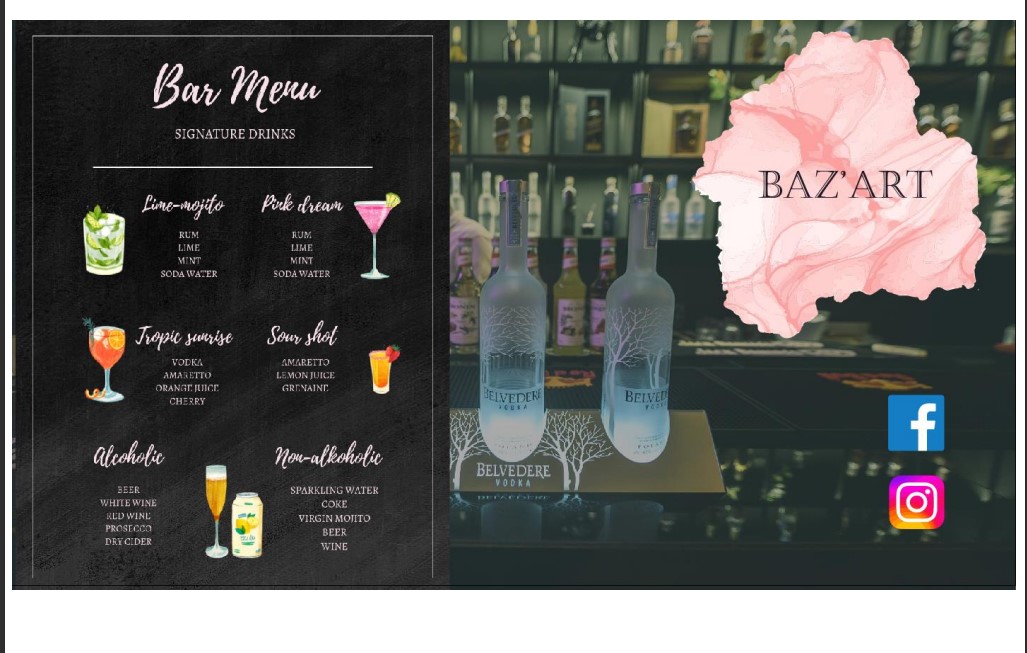 Bar Menu
SIGNATURE DRINKS
Lime-mojito
RUM
LIME
MINT
SODA WATER
Pink dream
RUM
LIME
MINT
SODA WATER
Tropic sunrise
VODKA
AMARETTO
ORANGE JUICE
CHERRY
Sour shot
AMARETTO
LEMON JUICE
GRENAINE
Alcoholic
BEER
WHITE WINE
RED WINE
PROSECCO
DRY CIDER
Non-alkoholic
SPARKLING WATER
COKE
VIRGIN MOJITO
BEER
WINE
BAZ'ART
BELVEDERE
VODKA
BELVEDERE
VODKA